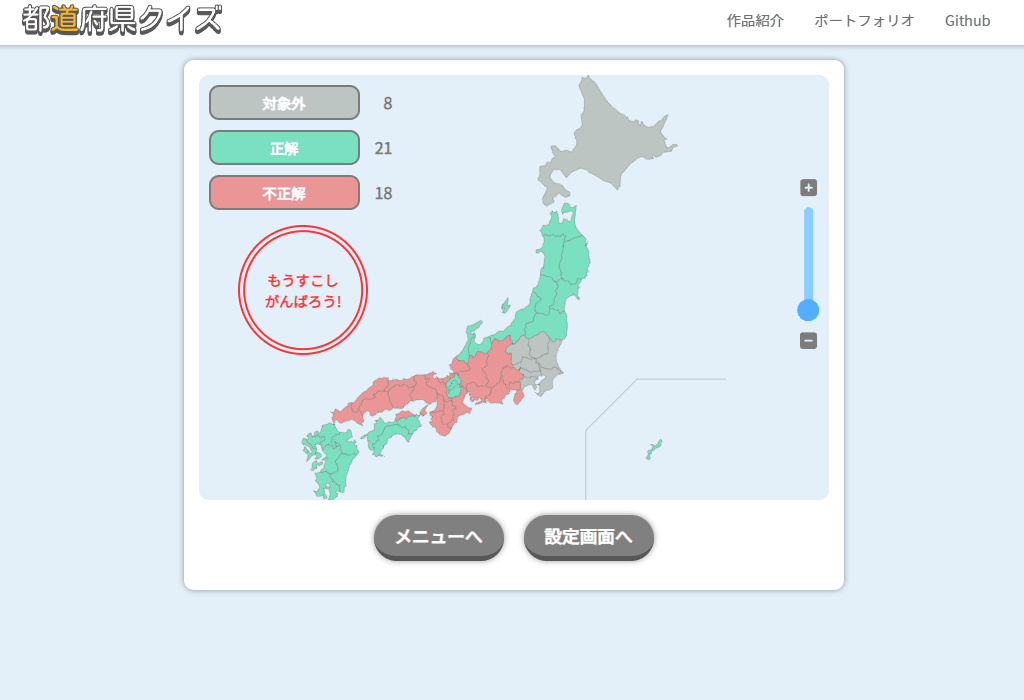 都道府県クイズ
作品紹介 ポートフォリオ Github
対象外 8
正解 21
不正解 18
もうすこし
がんばろう!
+
−
メニューへ 設定画面へ